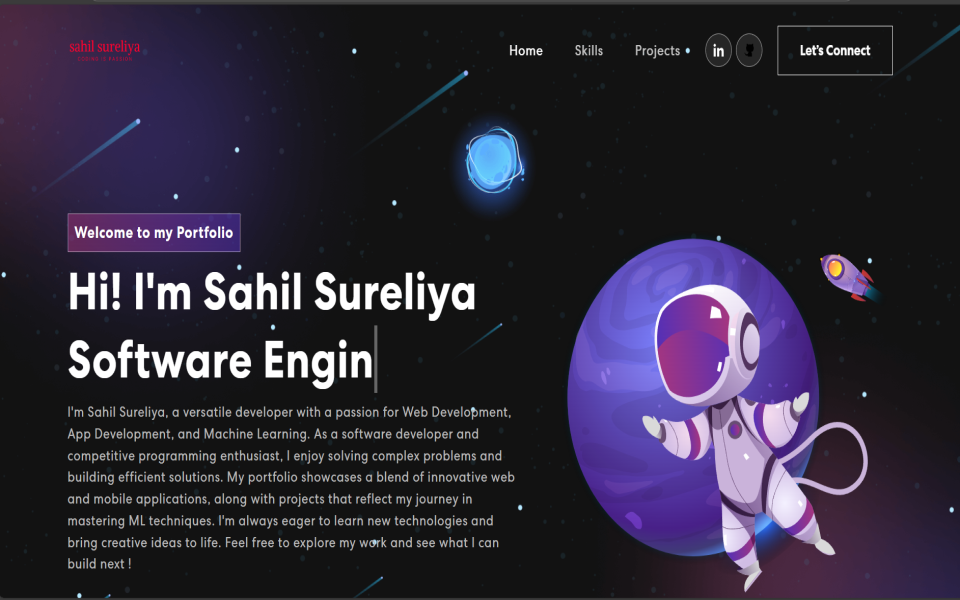 sahil sureliya
Home Skills Projects in Let's Connect
Welcome to my Portfolio
Hi! I'm Sahil Sureliya
Software Engin
I'm Sahil Sureliya, a versatile developer with a passion for Web Development,
App Development, and Machine Learning. As a software developer and
competitive programming enthusiast, I enjoy solving complex problems and
building efficient solutions. My portfolio showcases a blend of innovative web
and mobile applications, along with projects that reflect my journey in
mastering ML techniques. I'm always eager to learn new technologies and
bring creative ideas to life. Feel free to explore my work and see what I can
build next !